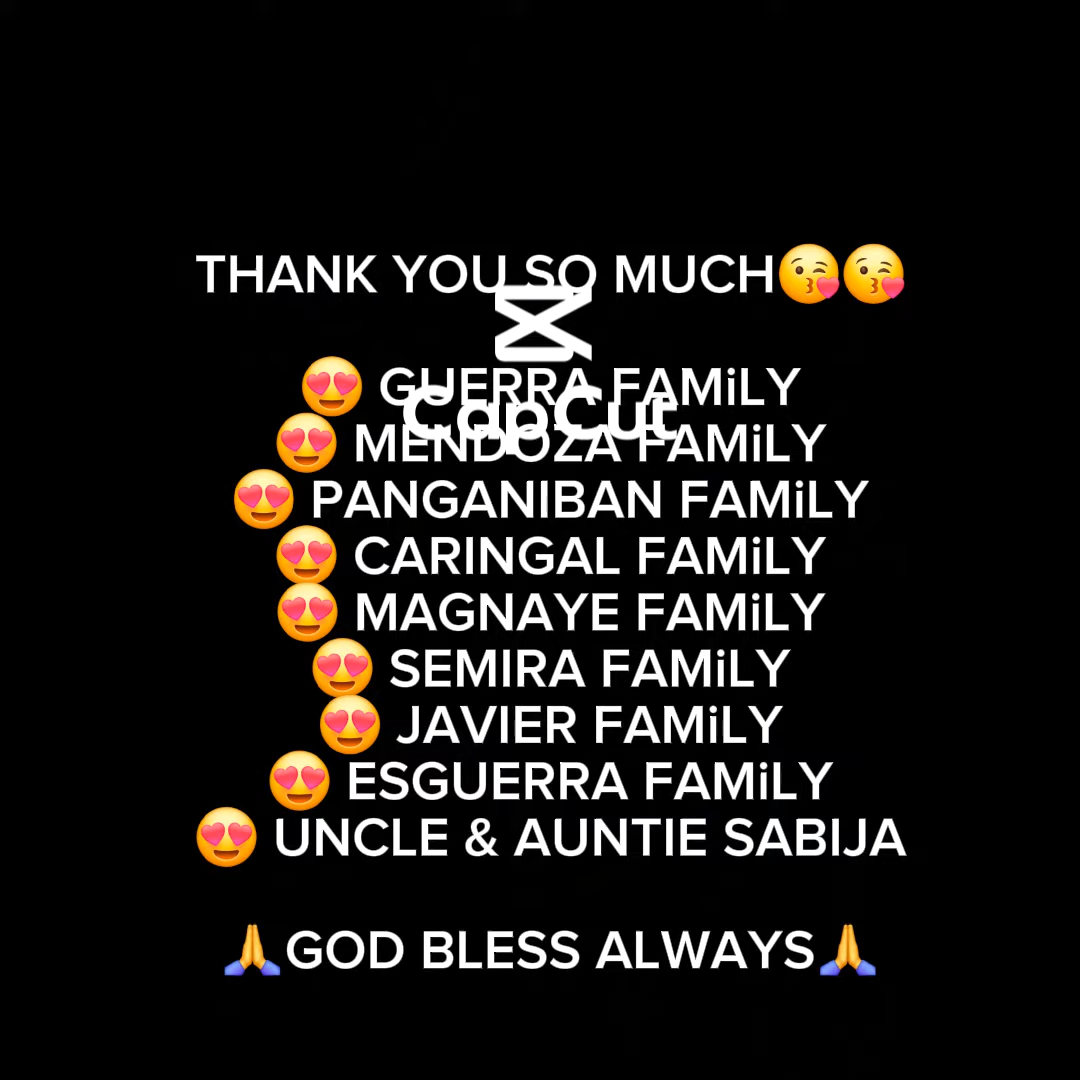 THANK YOU SO MUCH😘😘
CapCut
😍 GUERRA FAMiLY
😍 MENDOZA FAMiLY
😍 PANGANIBAN FAMiLY
😍 CARINGAL FAMiLY
😍 MAGNAYE FAMiLY
😍 SEMIRA FAMiLY
😍 JAVIER FAMiLY
😍 ESGUERRA FAMiLY
😍 UNCLE & AUNTIE SABIJA
🙏GOD BLESS ALWAYS🙏